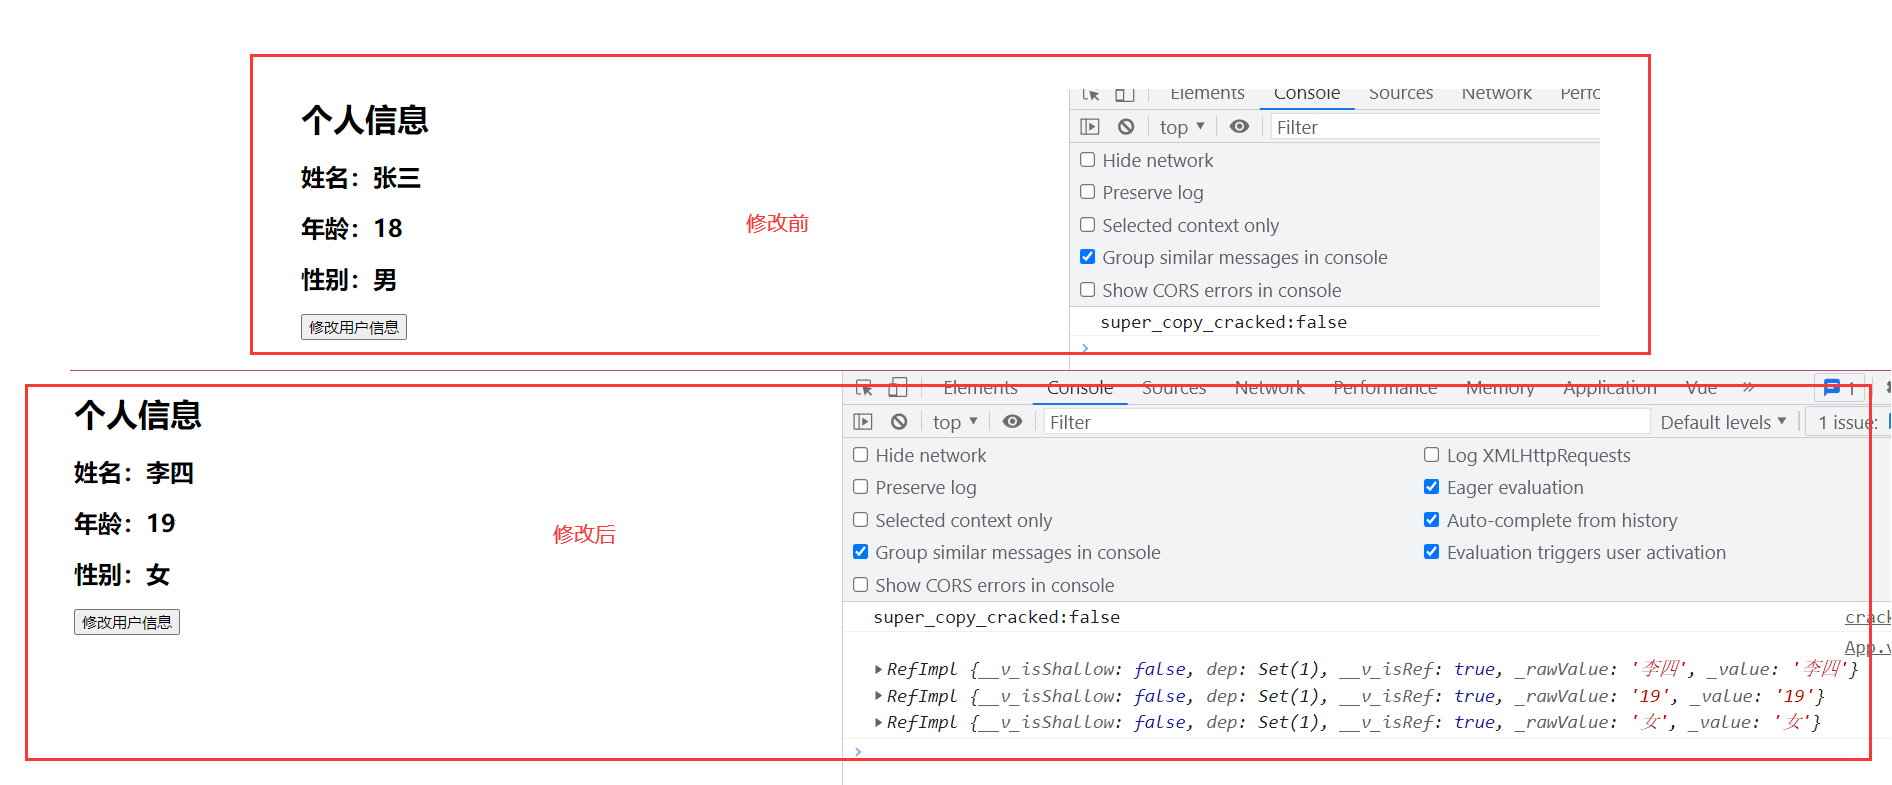 个人信息
姓名：张三
年龄：18
性别：男
修改用户信息
修改前
Elements Console Sources Network
top ▼ Filter
Hide network
Preserve log
Selected context only
Group similar messages in console
Show CORS errors in console
super_copy_cracked:false
个人信息
姓名：李四
年龄：19
性别：女
修改用户信息
修改后
Elements Console Sources Network Performance Memory Application Vue » 1
top ▼ Filter Default levels ▼ 1 issue:
Hide network Log XMLHttpRequests
Preserve log Eager evaluation
Selected context only Auto-complete from history
Group similar messages in console Evaluation triggers user activation
Show CORS errors in console
super_copy_cracked:false crack
App.v
RefImpl {__v_isShallow: false, dep: Set(1), __v_isRef: true, _rawValue: '李四', _value: '李四'}
RefImpl {__v_isShallow: false, dep: Set(1), __v_isRef: true, _rawValue: '19', _value: '19'}
RefImpl {__v_isShallow: false, dep: Set(1), __v_isRef: true, _rawValue: '女', _value: '女'}